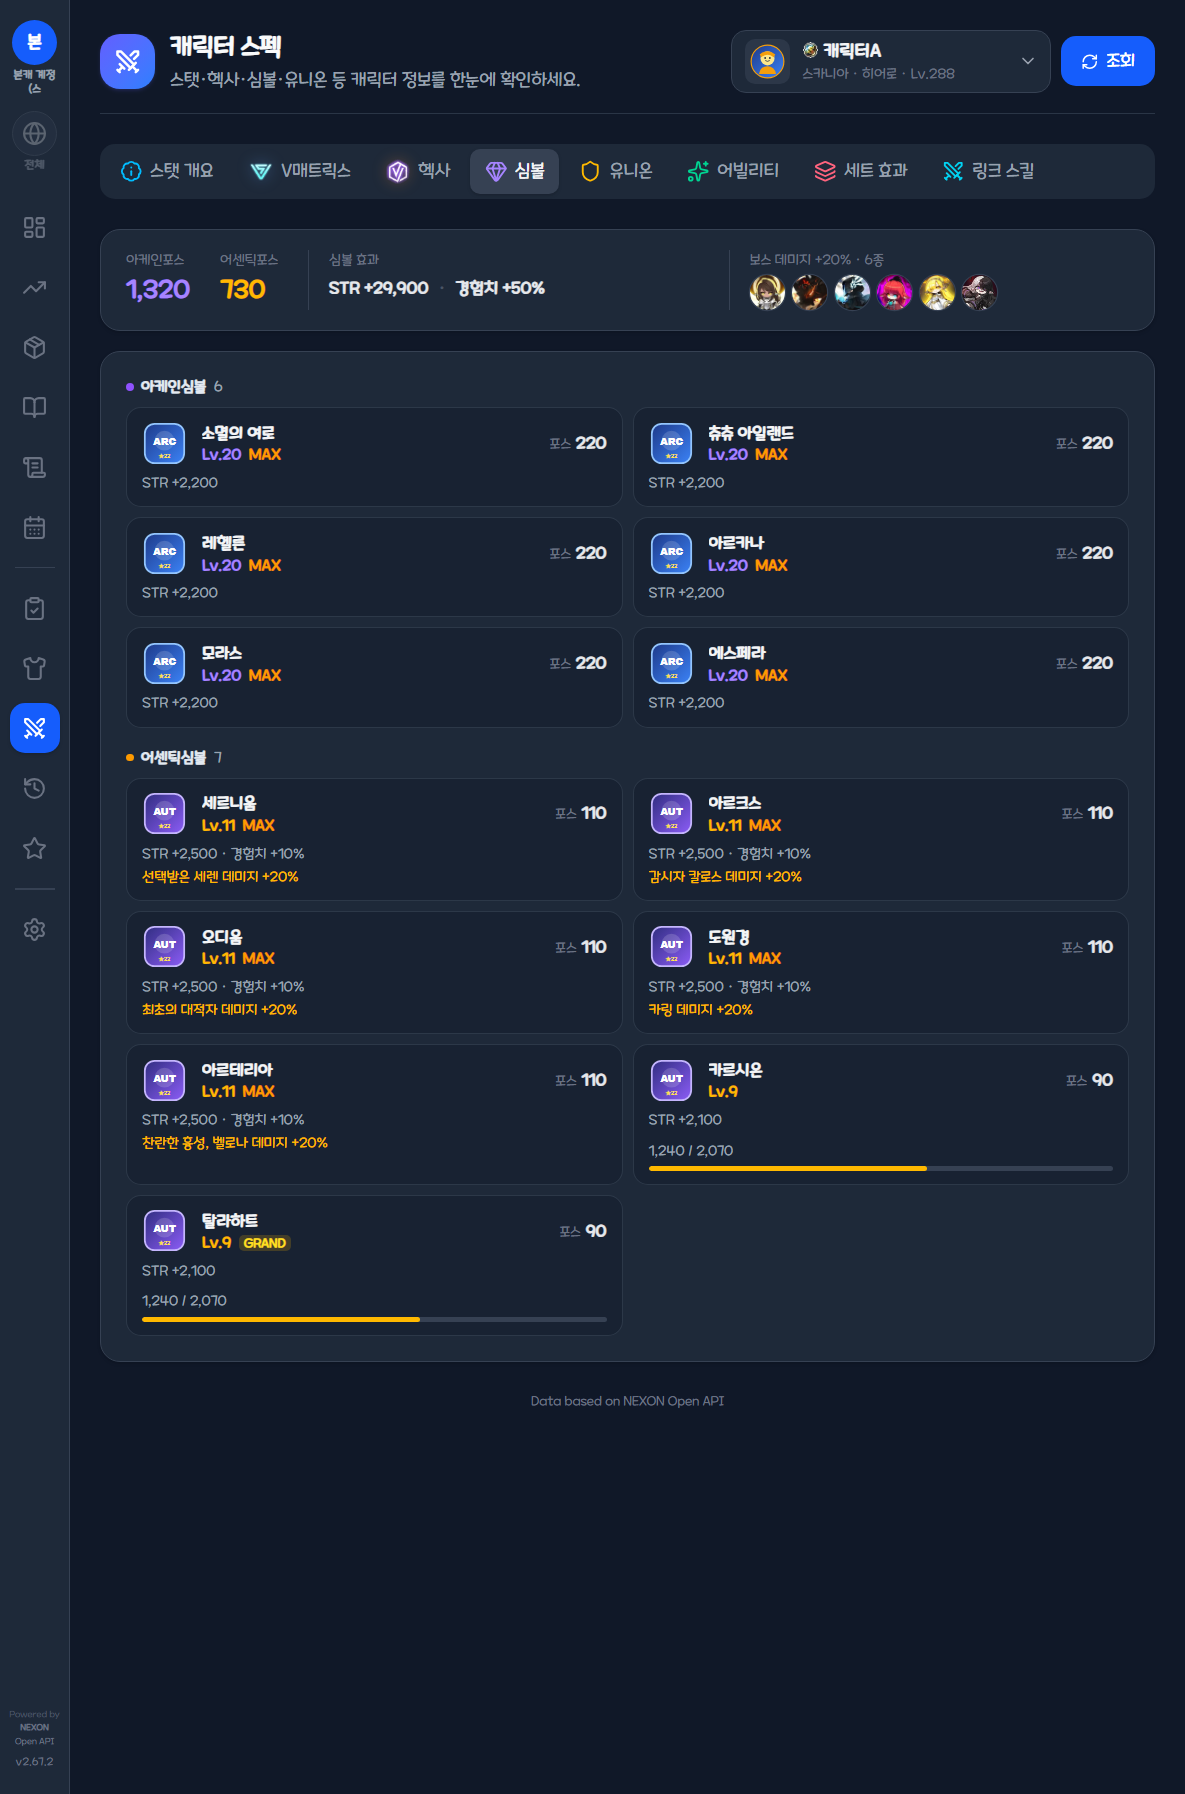 본
본캐 계정
(스
전체
캐릭터 스펙
스탯·헥사·심볼·유니온 등 캐릭터 정보를 한눈에 확인하세요.
캐릭터A
스카니아 · 히어로 · Lv.288
조회
스탯 개요
V매트릭스
헥사
심볼
유니온
어빌리티
세트 효과
링크 스킬
아케인포스
1,320
어센틱포스
730
심볼 효과
STR +29,900 · 경험치 +50%
보스 데미지 +20% · 6종
아케인심볼 6
ARC
★22
소멸의 여로
Lv.20 MAX
포스 220
STR +2,200
ARC
★22
츄츄 아일랜드
Lv.20 MAX
포스 220
STR +2,200
ARC
★22
레헬른
Lv.20 MAX
포스 220
STR +2,200
ARC
★22
아르카나
Lv.20 MAX
포스 220
STR +2,200
ARC
★22
모라스
Lv.20 MAX
포스 220
STR +2,200
ARC
★22
에스페라
Lv.20 MAX
포스 220
STR +2,200
어센틱심볼 7
AUT
★22
세르니움
Lv.11 MAX
포스 110
STR +2,500 · 경험치 +10%
선택받은 세렌 데미지 +20%
AUT
★22
아르크스
Lv.11 MAX
포스 110
STR +2,500 · 경험치 +10%
감시자 칼로스 데미지 +20%
AUT
★22
오디움
Lv.11 MAX
포스 110
STR +2,500 · 경험치 +10%
최초의 대적자 데미지 +20%
AUT
★22
도원경
Lv.11 MAX
포스 110
STR +2,500 · 경험치 +10%
카링 데미지 +20%
AUT
★22
아르테리아
Lv.11 MAX
포스 110
STR +2,500 · 경험치 +10%
찬란한 흉성, 벨로나 데미지 +20%
AUT
★22
카르시온
Lv.9
포스 90
STR +2,100
1,240 / 2,070
AUT
★22
탈라하트
Lv.9 GRAND
포스 90
STR +2,100
1,240 / 2,070
Data based on NEXON Open API
Powered by
NEXON
Open API
v2.67.2